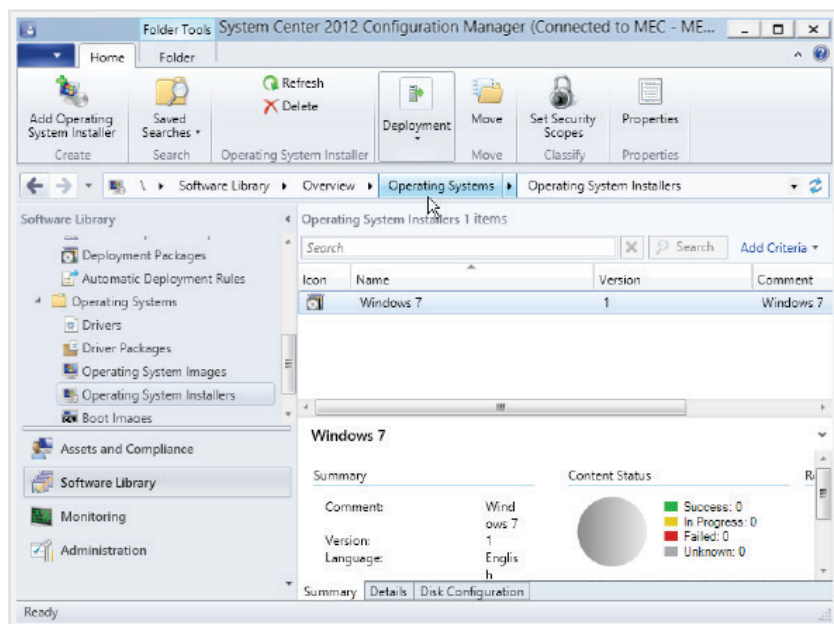 Folder Tools System Center 2012 Configuration Manager (Connected to MEC - ME...
Home Folder
Add Operating System Installer
Create
Saved Searches
Search
Refresh
Delete
Operating System Installer
Deployment
Move
Move
Set Security Scopes
Classify
Properties
Properties
\ Software Library Overview Operating Systems Operating System Installers
Software Library
Deployment Packages
Automatic Deployment Rules
Operating Systems
Drivers
Driver Packages
Operating System Images
Operating System Installers
Boot Images
Assets and Compliance
Software Library
Monitoring
Administration
Operating System Installers 1 items
Search Search Add Criteria
Icon Name Version Comment
Windows 7 1 Windows 7
Windows 7
Summary
Comment: Wind
ows 7
Version: 1
Language: Englis
h
Content Status
Success: 0
In Progress: 0
Failed: 0
Unknown: 0
Summary Details Disk Configuration
Ready